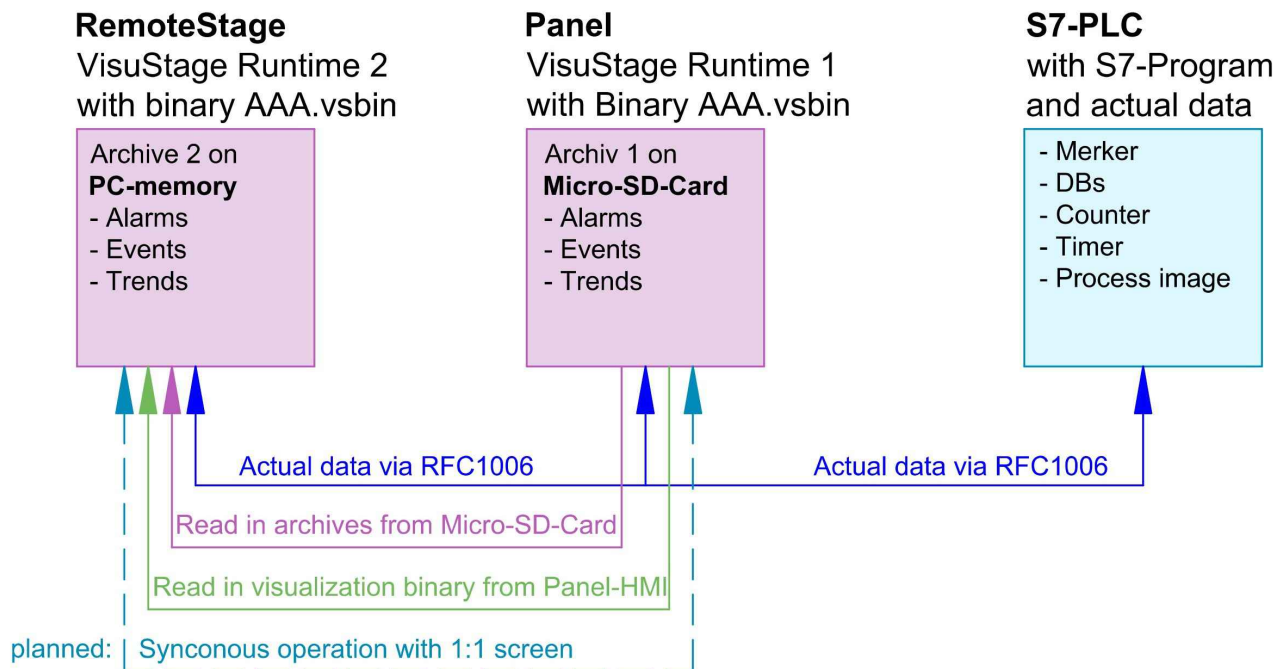 RemoteStage
VisuStage Runtime 2
with binary AAA.vsbin
Archive 2 on
PC-memory
- Alarms
- Events
- Trends
Panel
VisuStage Runtime 1
with Binary AAA.vsbin
Archiv 1 on
Micro-SD-Card
- Alarms
- Events
- Trends
S7-PLC
with S7-Program
and actual data
- Merker
- DBs
- Counter
- Timer
- Process image
Actual data via RFC1006
Actual data via RFC1006
Read in archives from Micro-SD-Card
Read in visualization binary from Panel-HMI
planned: Synconous operation with 1:1 screen